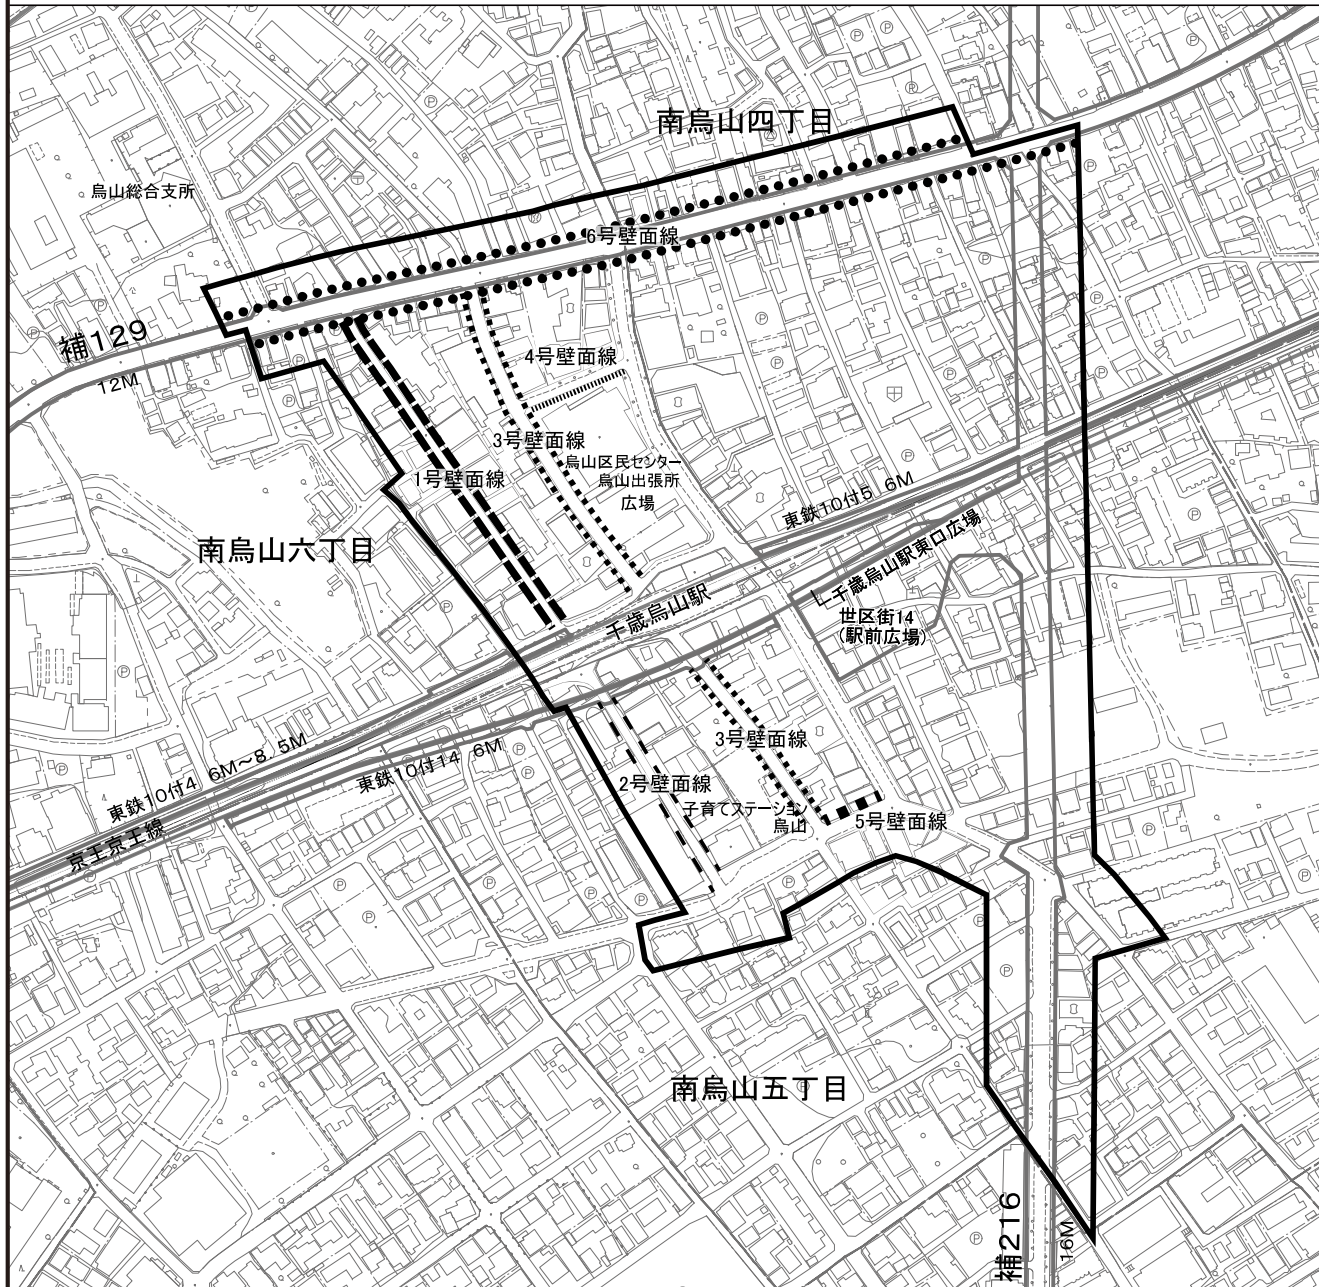 南烏山四丁目
烏山総合支所
6号壁面線
補129
12M
4号壁面線
3号壁面線
烏山区民センター
烏山出張所
広場
1号壁面線
東鉄10付5 6M
南烏山六丁目
千歳烏山駅東口広場
千歳烏山駅
世区街14
(駅前広場)
3号壁面線
東鉄10付4 6M～8.5M
東鉄10付14 6M
2号壁面線
子育てステーション
烏山
5号壁面線
京王京王線
南烏山五丁目
補216
16M